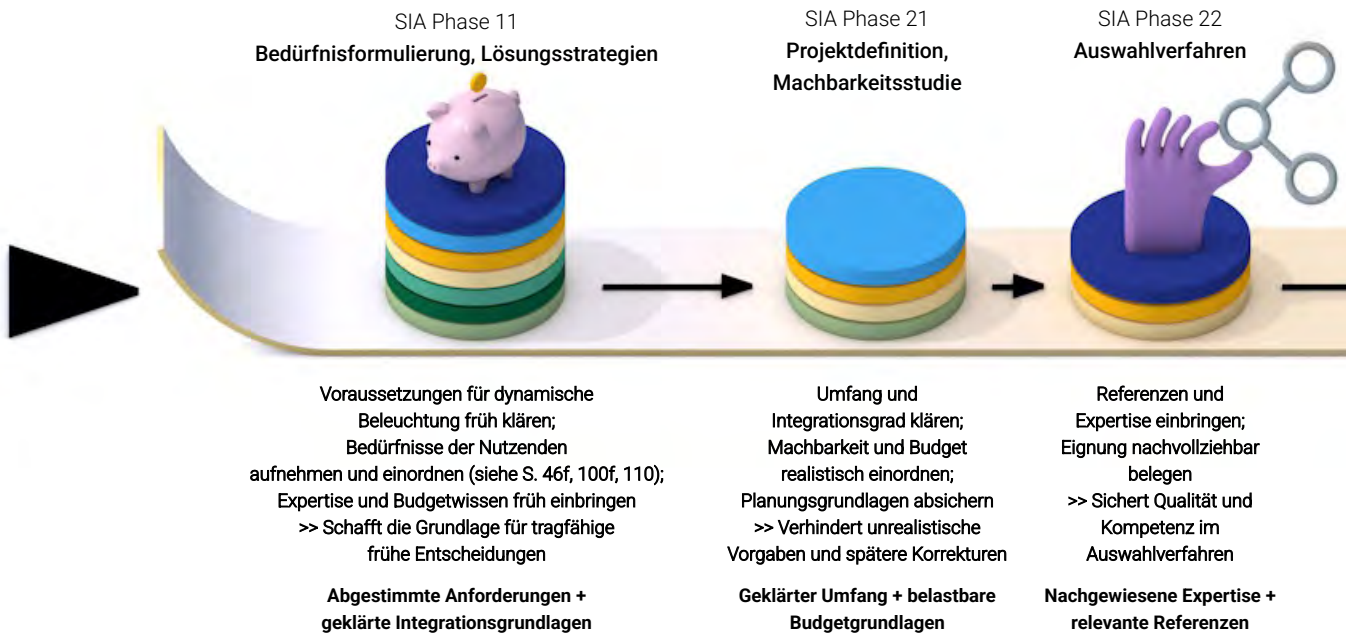 SIA Phase 11
Bedürfnisformulierung, Lösungsstrategien
Voraussetzungen für dynamische
Beleuchtung früh klären;
Bedürfnisse der Nutzenden
aufnehmen und einordnen (siehe S. 46f, 100f, 110);
Expertise und Budgetwissen früh einbringen
>> Schafft die Grundlage für tragfähige
frühe Entscheidungen
Abgestimmte Anforderungen +
geklärte Integrationsgrundlagen
SIA Phase 21
Projektdefinition,
Machbarkeitsstudie
Umfang und
Integrationsgrad klären;
Machbarkeit und Budget
realistisch einordnen;
Planungsgrundlagen absichern
>> Verhindert unrealistische
Vorgaben und spätere Korrekturen
Geklärter Umfang + belastbare
Budgetgrundlagen
SIA Phase 22
Auswahlverfahren
Referenzen und
Expertise einbringen;
Eignung nachvollziehbar
belegen
>> Sichert Qualität und
Kompetenz im
Auswahlverfahren
Nachgewiesene Expertise +
relevante Referenzen